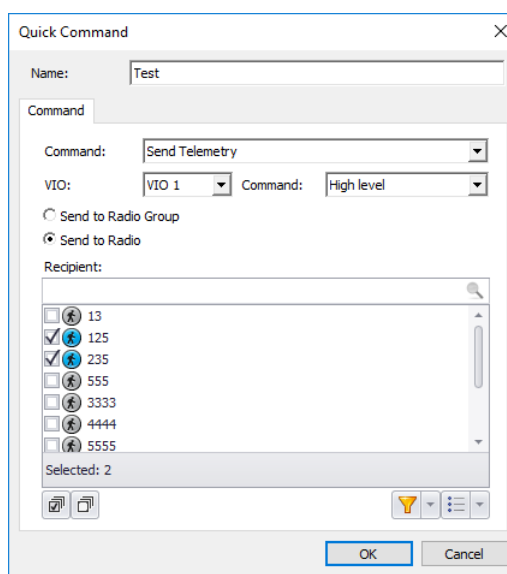 Quick Command
Name: Test
Command
Command: Send Telemetry
VIO: VIO 1 Command: High level
Send to Radio Group
Send to Radio
Recipient:
13
125
235
555
3333
4444
5555
Selected: 2
OK Cancel